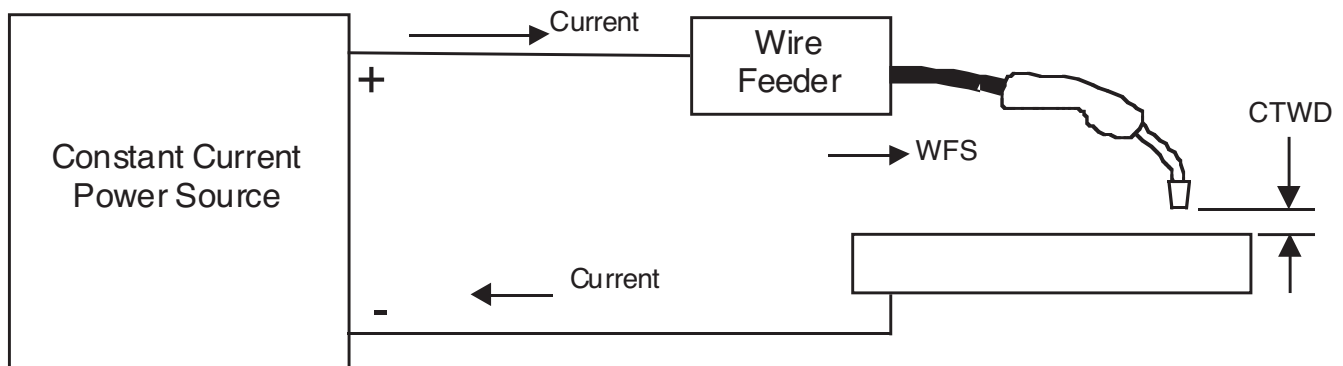 Current
Wire
Feeder
+
CTWD
Constant Current
Power Source
WFS
Current
-